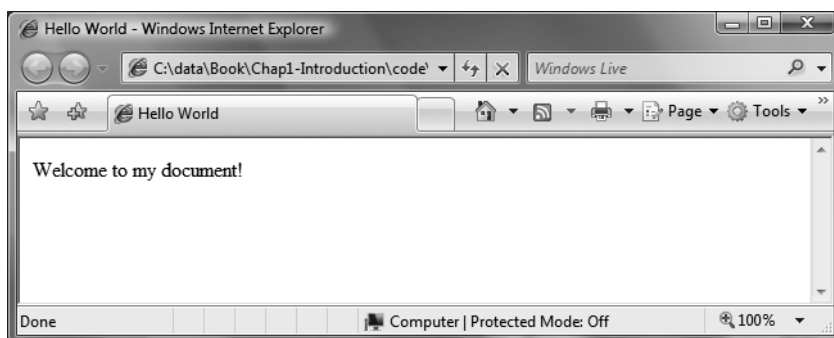 Hello World - Windows Internet Explorer
C:\data\Book\Chap1-Introduction\code\ Windows Live
Hello World Page Tools »
Welcome to my document!
Done Computer | Protected Mode: Off 100%